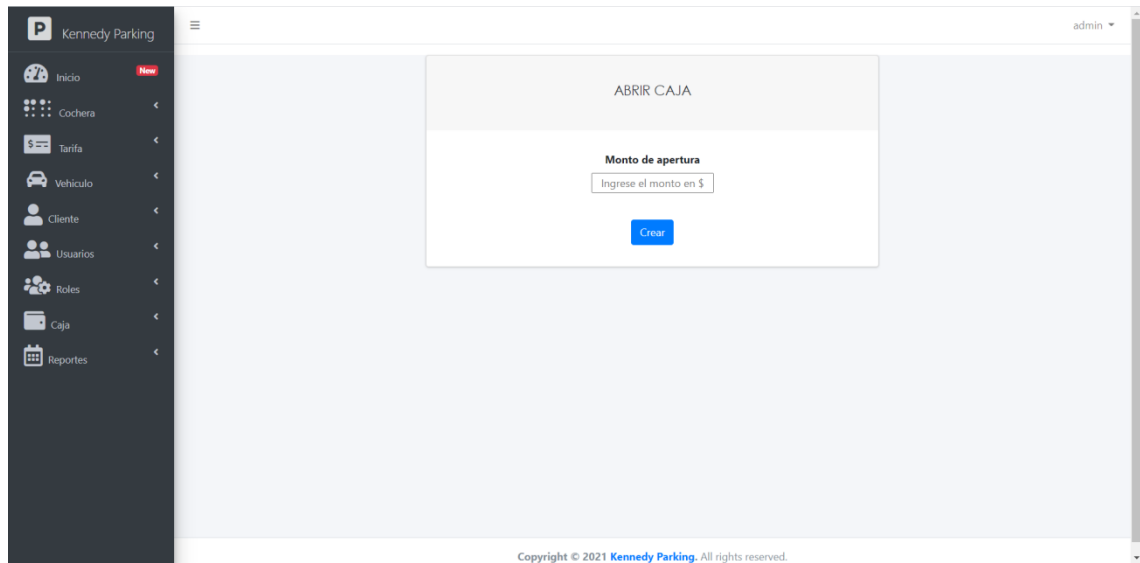 P Kennedy Parking
admin
Inicio New
Cochera
$ Tarifa
Vehiculo
Cliente
Usuarios
Roles
Caja
Reportes
ABRIR CAJA
Monto de apertura
Ingrese el monto en $
Crear
Copyright © 2021 Kennedy Parking. All rights reserved.